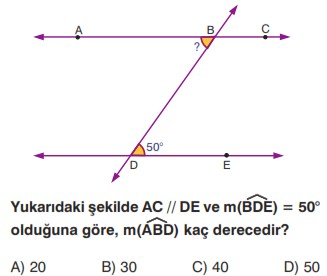 A B C
?
50°
D E
Yukarıdaki şekilde AC // DE ve m(BDE) = 50°
olduğuna göre, m(ABD) kaç derecedir?
A) 20 B) 30 C) 40 D) 50